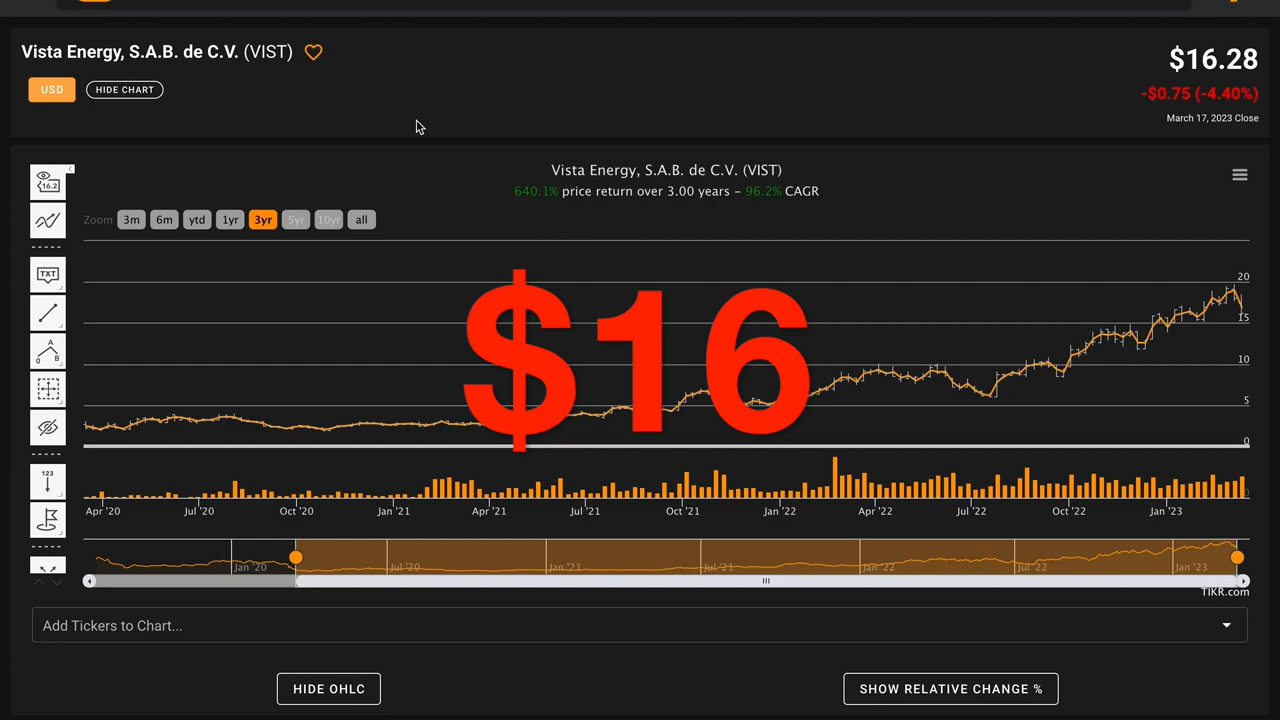 Vista Energy, S.A.B. de C.V. (VIST)
$16.28
USD
HIDE CHART
-$0.75 (-4.40%)
March 17, 2023 Close
Vista Energy, S.A.B. de C.V. (VIST)
640.1% price return over 3.00 years – 96.2% CAGR
Zoom 3m 6m ytd 1yr 3yr 5yr 10yr all
16.2
TXT
A
0 B
123
$16
20
15
10
5
0
0
Apr '20 Jul '20 Oct '20 Jan '21 Apr '21 Jul '21 Oct '21 Jan '22 Apr '22 Jul '22 Oct '22 Jan '23
Jan '20 Jul '20 Jan '21 Jul '21 Jan '22 Jul '22 Jan '23
TIKR.com
Add Tickers to Chart...
HIDE OHLC
SHOW RELATIVE CHANGE %